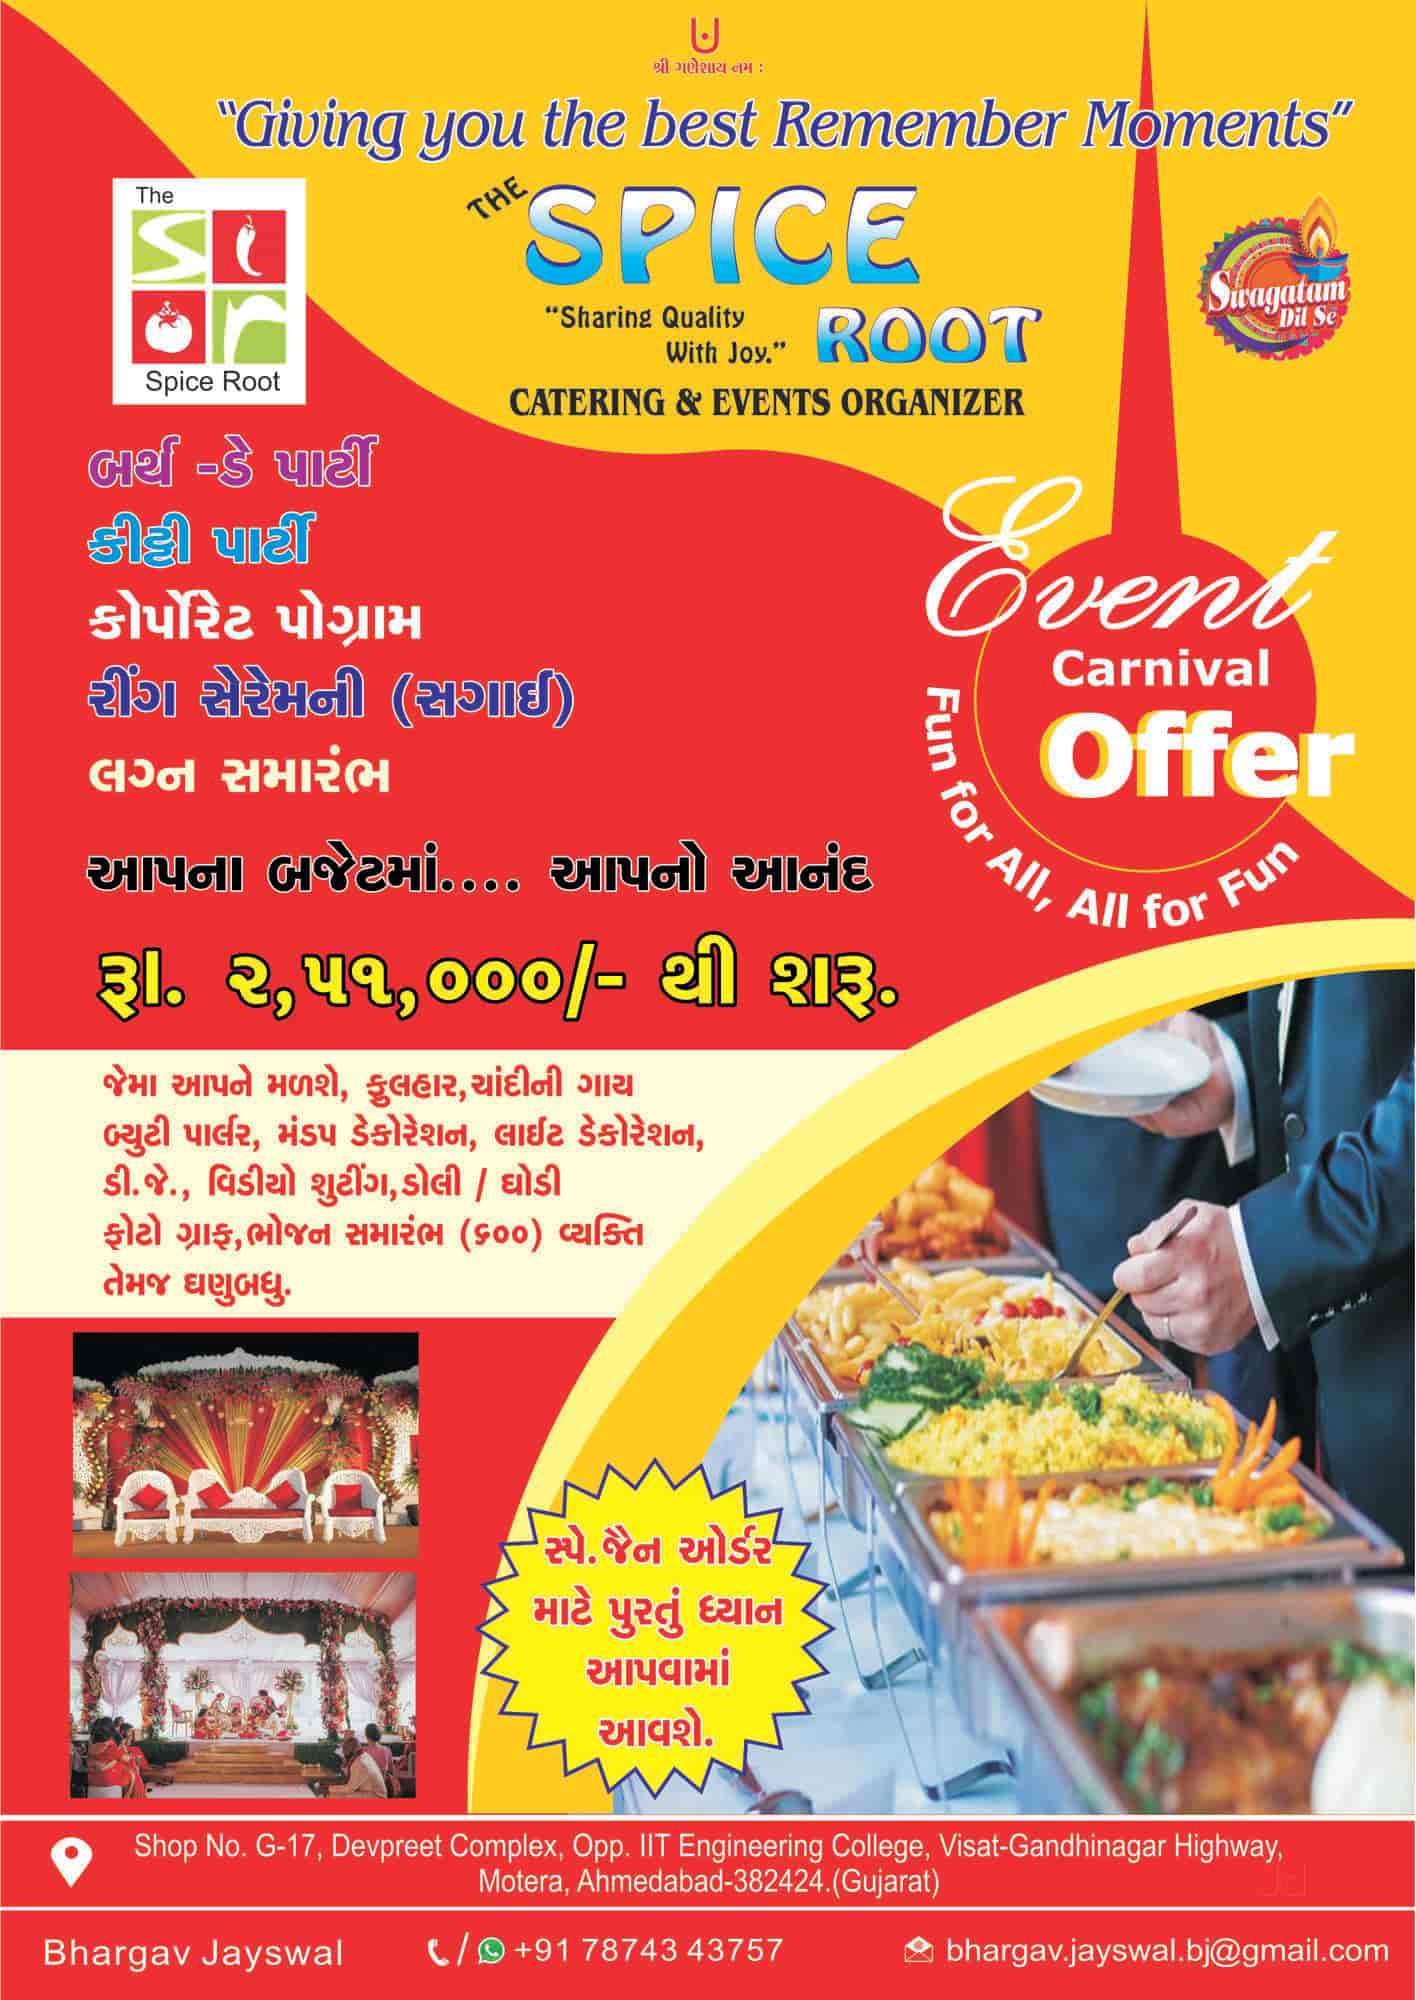 શ્રી ગણેશાય નમ :
“Giving you the best Remember Moments”
The
Spice Root
THE SPICE
“Sharing Quality
With Joy.”
ROOT
CATERING & EVENTS ORGANIZER
Swagatam
Dil Se
બર્થ -ડે પાર્ટી
કીટ્ટી પાર્ટી
કોર્પોરેટ પોગ્રામ
રીંગ સેરેમની (સગાઈ)
લગ્ન સમારંભ
Event
Carnival
Offer
Fun for All, All for Fun
આપના બજેટમાં.... આપનો આનંદ
રૂા. ૨,૫૧,૦૦૦/- થી શરૂ.
જેમા આપને મળશે, ફુલહાર,ચાંદીની ગાય
બ્યુટી પાર્લર, મંડપ ડેકોરેશન, લાઈટ ડેકોરેશન,
ડી.જે., વિડીયો શુટીંગ,ડોલી / ઘોડી
ફોટો ગ્રાફ,ભોજન સમારંભ (૬૦૦) વ્યક્તિ
તેમજ ઘણુબધુ.
સ્પે.જૈન ઓર્ડર
માટે પુરતું ધ્યાન
આપવામાં
આવશે.
Shop No. G-17, Devpreet Complex, Opp. IIT Engineering College, Visat-Gandhinagar Highway,
Motera, Ahmedabad-382424.(Gujarat)
Jd
Bhargav Jayswal
/ +91 78743 43757
bhargav.jayswal.bj@gmail.com